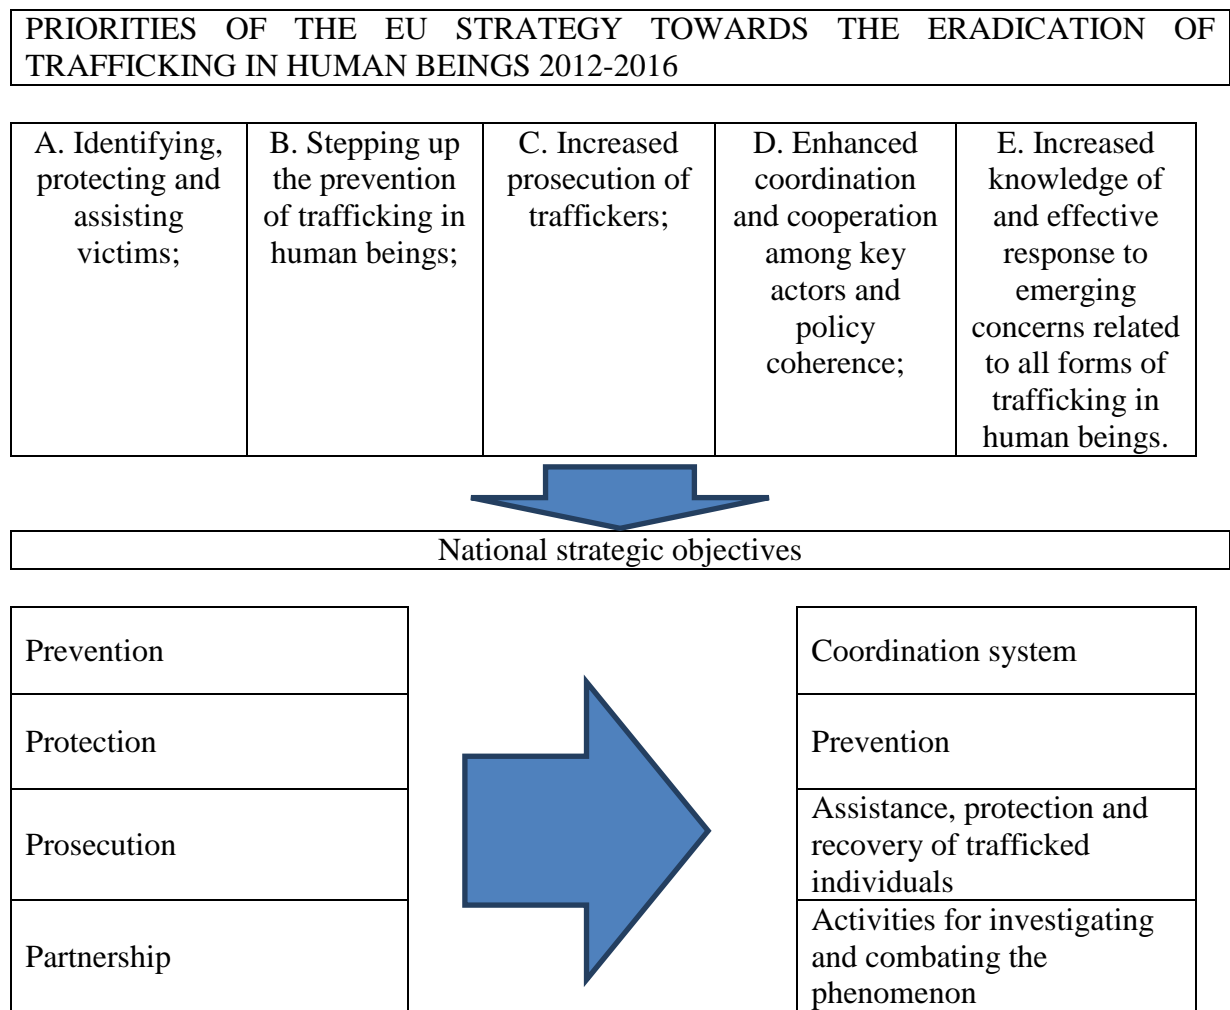 PRIORITIES OF THE EU STRATEGY TOWARDS THE ERADICATION OF
TRAFFICKING IN HUMAN BEINGS 2012-2016
A. Identifying,
protecting and
assisting
victims;
B. Stepping up
the prevention
of trafficking in
human beings;
C. Increased
prosecution of
traffickers;
D. Enhanced
coordination
and cooperation
among key
actors and
policy
coherence;
E. Increased
knowledge of
and effective
response to
emerging
concerns related
to all forms of
trafficking in
human beings.
National strategic objectives
Prevention
Protection
Prosecution
Partnership
Coordination system
Prevention
Assistance, protection and
recovery of trafficked
individuals
Activities for investigating
and combating the
phenomenon